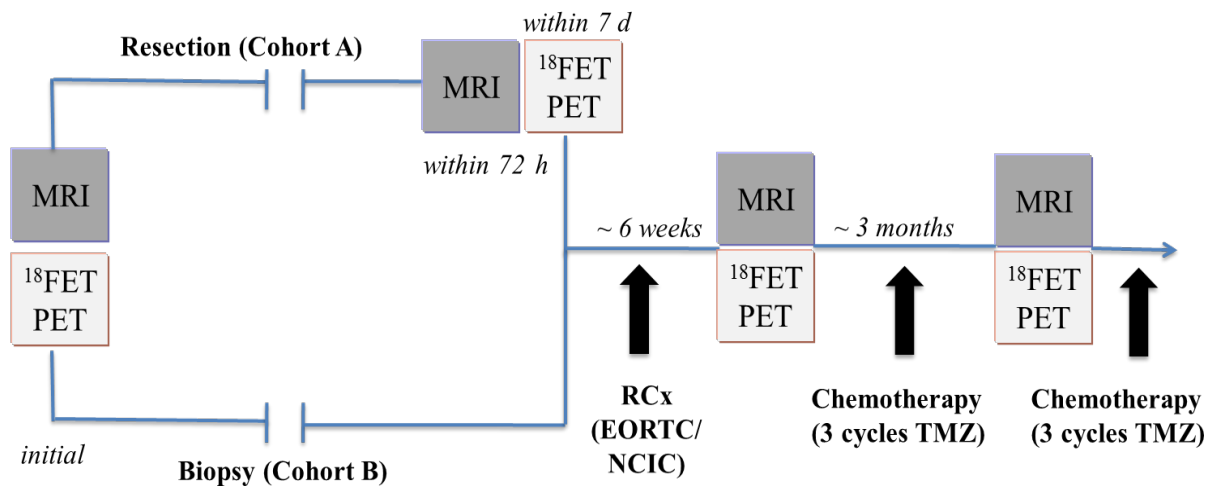 within 7 d
Resection (Cohort A)
MRI
¹⁸FET
PET
within 72 h
MRI
¹⁸FET
PET
initial
Biopsy (Cohort B)
~ 6 weeks
MRI
¹⁸FET
PET
~ 3 months
MRI
¹⁸FET
PET
RCx
(EORTC/
NCIC)
Chemotherapy
(3 cycles TMZ)
Chemotherapy
(3 cycles TMZ)